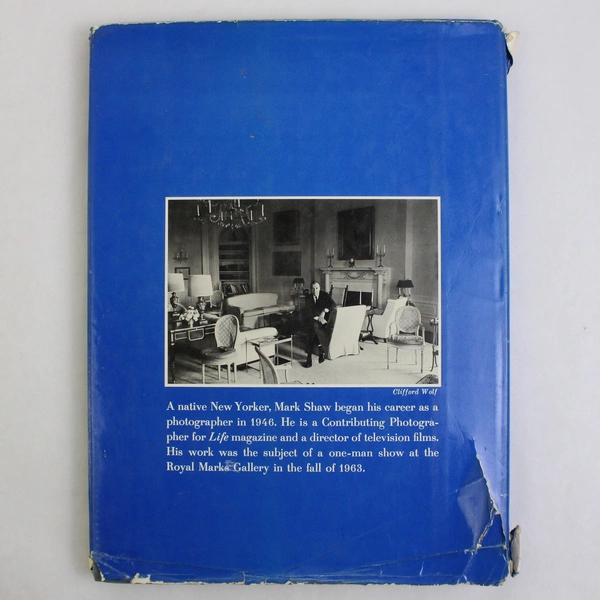 Clifford Wolf
A native New Yorker, Mark Shaw began his career as a
photographer in 1946. He is a Contributing Photogra-
pher for Life magazine and a director of television films.
His work was the subject of a one-man show at the
Royal Marks Gallery in the fall of 1963.